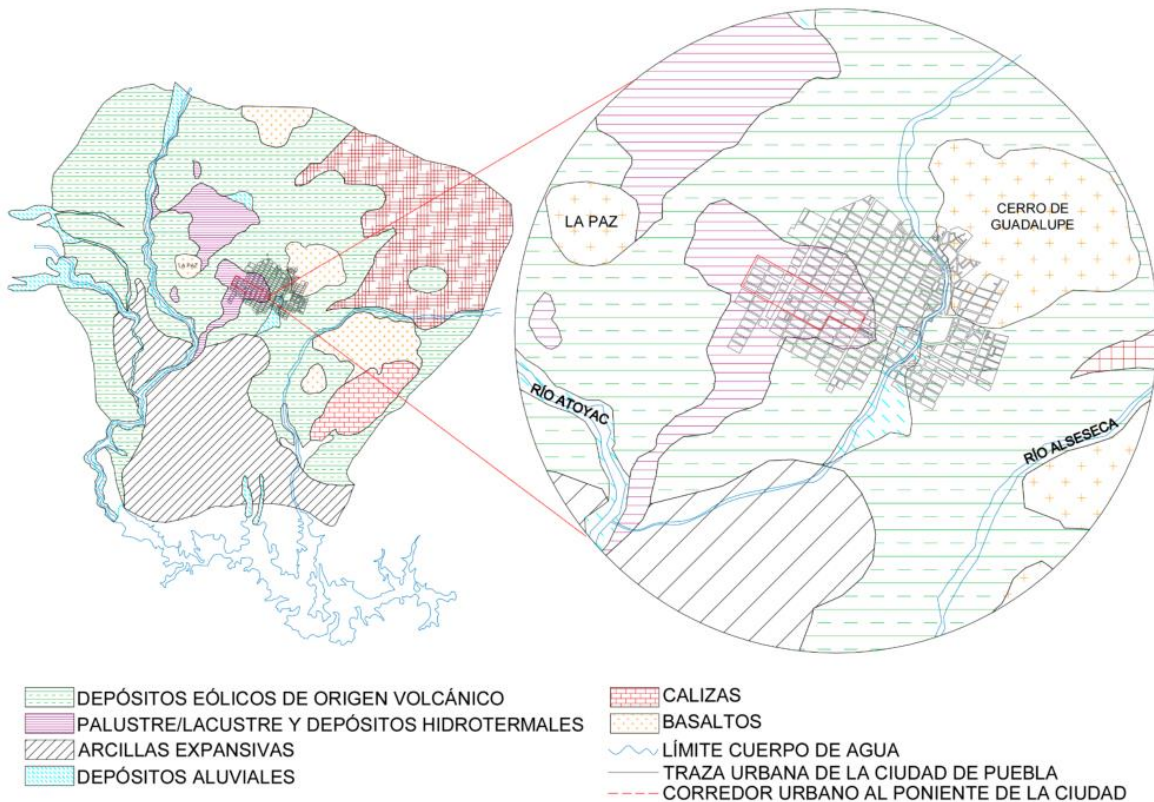 LA PAZ
LA PAZ
CERRO DE
GUADALUPE
RÍO ATOYAC
RÍO ALSESECA
DEPÓSITOS EÓLICOS DE ORIGEN VOLCÁNICO
PALUSTRE/LACUSTRE Y DEPÓSITOS HIDROTERMALES
ARCILLAS EXPANSIVAS
DEPÓSITOS ALUVIALES
CALIZAS
BASALTOS
LÍMITE CUERPO DE AGUA
TRAZA URBANA DE LA CIUDAD DE PUEBLA
CORREDOR URBANO AL PONIENTE DE LA CIUDAD